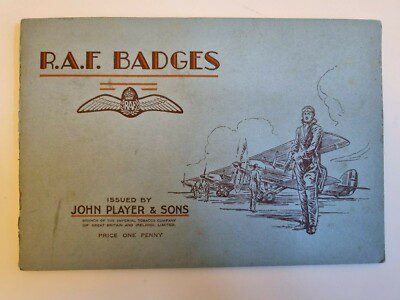 R.A.F. BADGES
RAF
ISSUED BY
JOHN PLAYER & SONS
BRANCH OF THE IMPERIAL TOBACCO COMPANY
(OF GREAT BRITAIN AND IRELAND), LIMITED.
PRICE ONE PENNY.